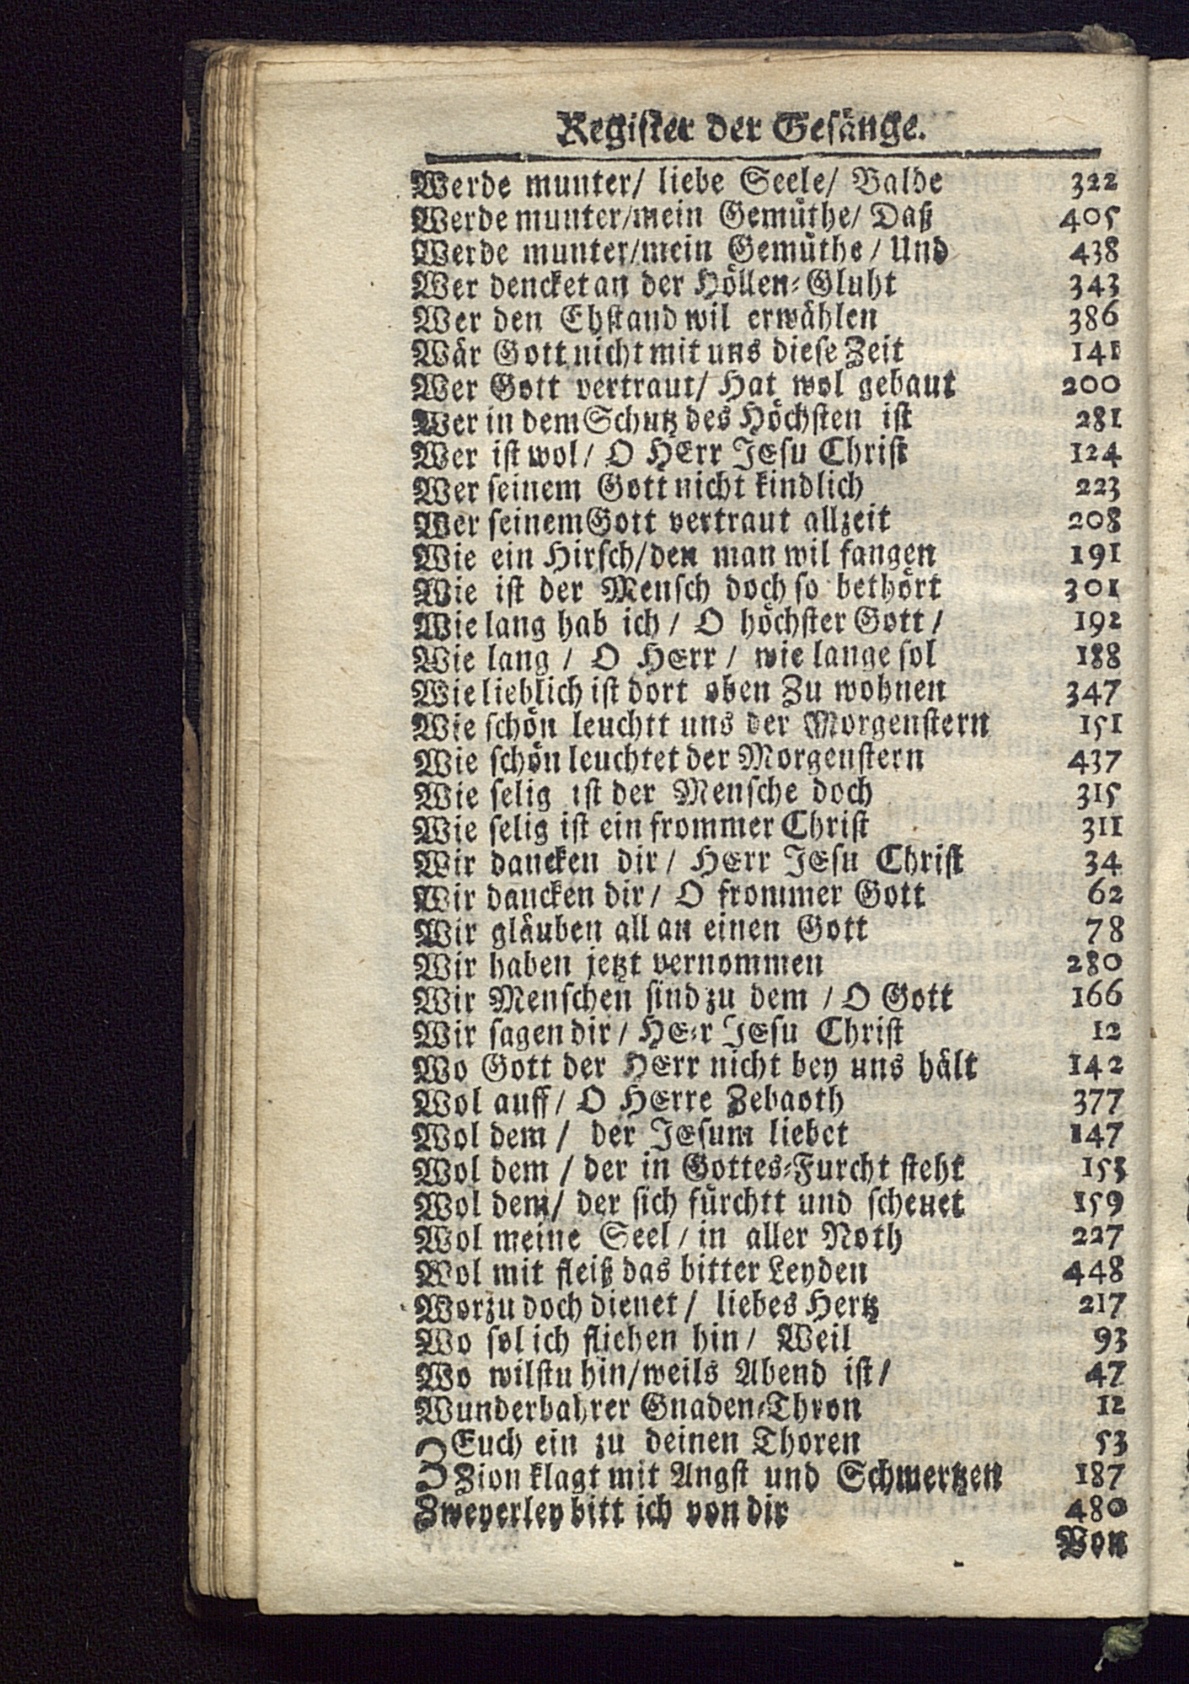 Register der Gesänge.
Werde munter/ liebe Seele/ Balde 322
Werde munter/mein Gemüthe/ Daß 405
Werde munter/mein Gemüthe/ Und 438
Wer dencket an der Höllen-Gluht 343
Wer den Ehstand wil erwählen 386
Wär Gott nicht mit uns diese Zeit 141
Wer Gott vertraut/ Hat wol gebaut 200
Wer in dem Schutz des Höchsten ist 281
Wer ist wol/ O HErr JEsu Christ 124
Wer seinem Gott nicht kindlich 223
Wer seinem Gott vertraut allzeit 208
Wie ein Hirsch/den man wil fangen 191
Wie ist der Mensch doch so bethört 301
Wie lang hab ich/ O höchster Gott/ 192
Wie lang/ O HErr/ wie lange sol 188
Wie lieblich ist dort oben Zu wohnen 347
Wie schön leuchtt uns der Morgenstern 151
Wie schön leuchtet der Morgenstern 437
Wie selig ist der Mensche doch 315
Wie selig ist ein frommer Christ 311
Wir dancken dir/ HErr JEsu Christ 34
Wir dancken dir/ O frommer Gott 62
Wir gläuben all an einen Gott 78
Wir haben jetzt vernommen 280
Wir Menschen sind zu dem/ O Gott 166
Wir sagen dir/ HErr JEsu Christ 12
Wo Gott der HErr nicht bey uns hält 142
Wol auff/ O HErre Zebaoth 377
Wol dem/ der JEsum liebet 147
Wol dem/ der in Gottes-Furcht steht 153
Wol dem/ der sich fürchtt und scheuet 159
Wol meine Seel/ in aller Noth 227
Wol mit fleiß das bitter Leyden 448
Worzu doch dienet/ liebes Hertz 217
Wo sol ich fliehen hin/ Weil 93
Wo wilstu hin/weils Abend ist/ 47
Wunderbahrer Gnaden-Thron 12
ZEuch ein zu deinen Thoren 53
Zion klagt mit Angst und Schmertzen 187
Zweyerley bitt ich von dir 480
Von